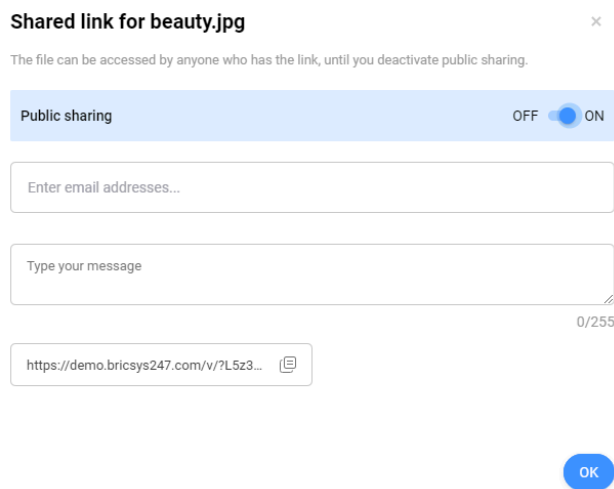 Shared link for beauty.jpg
The file can be accessed by anyone who has the link, until you deactivate public sharing.
Public sharing OFF ON
Enter email addresses...
Type your message
0/255
https://demo.bricsys247.com/v/?L5z3...
OK